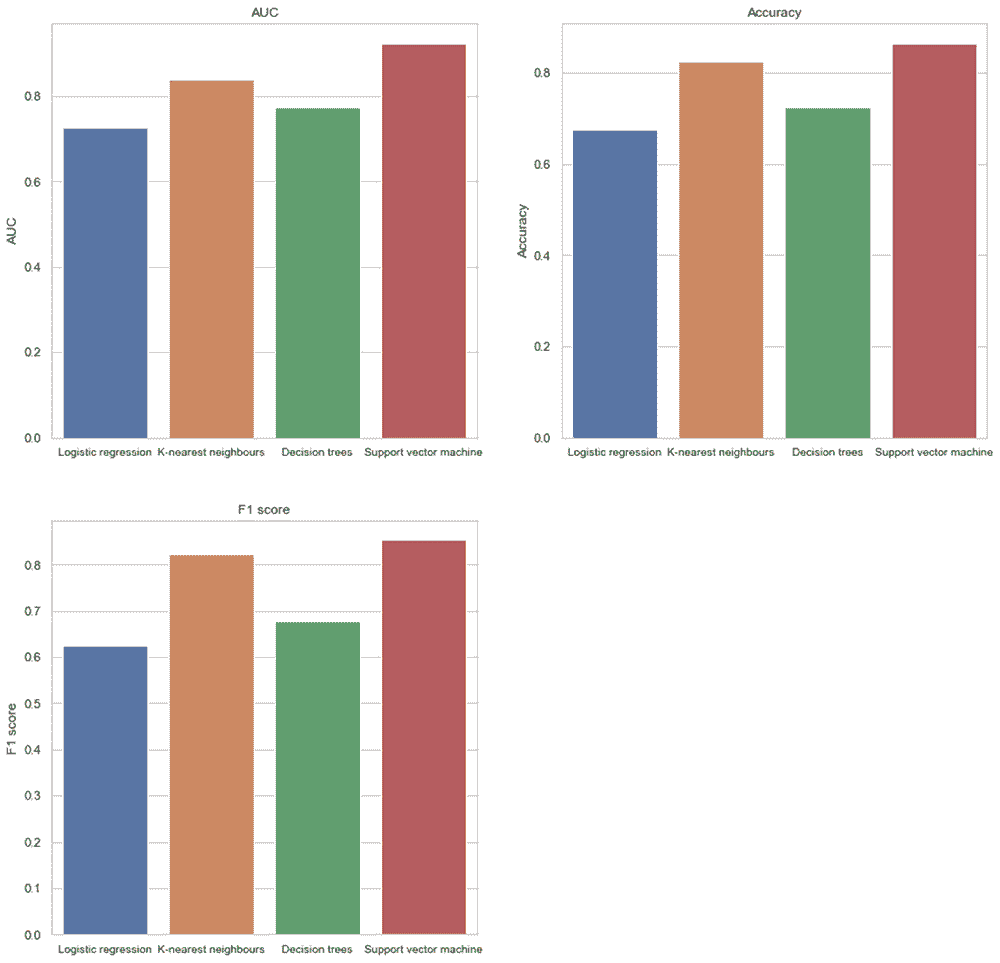 AUC
AUC
0.8
0.6
0.4
0.2
0.0
Logistic regression K-nearest neighbours Decision trees Support vector machine
Accuracy
Accuracy
0.8
0.6
0.4
0.2
0.0
Logistic regression K-nearest neighbours Decision trees Support vector machine
F1 score
F1 score
0.8
0.7
0.6
0.5
0.4
0.3
0.2
0.1
0.0
Logistic regression K-nearest neighbours Decision trees Support vector machine